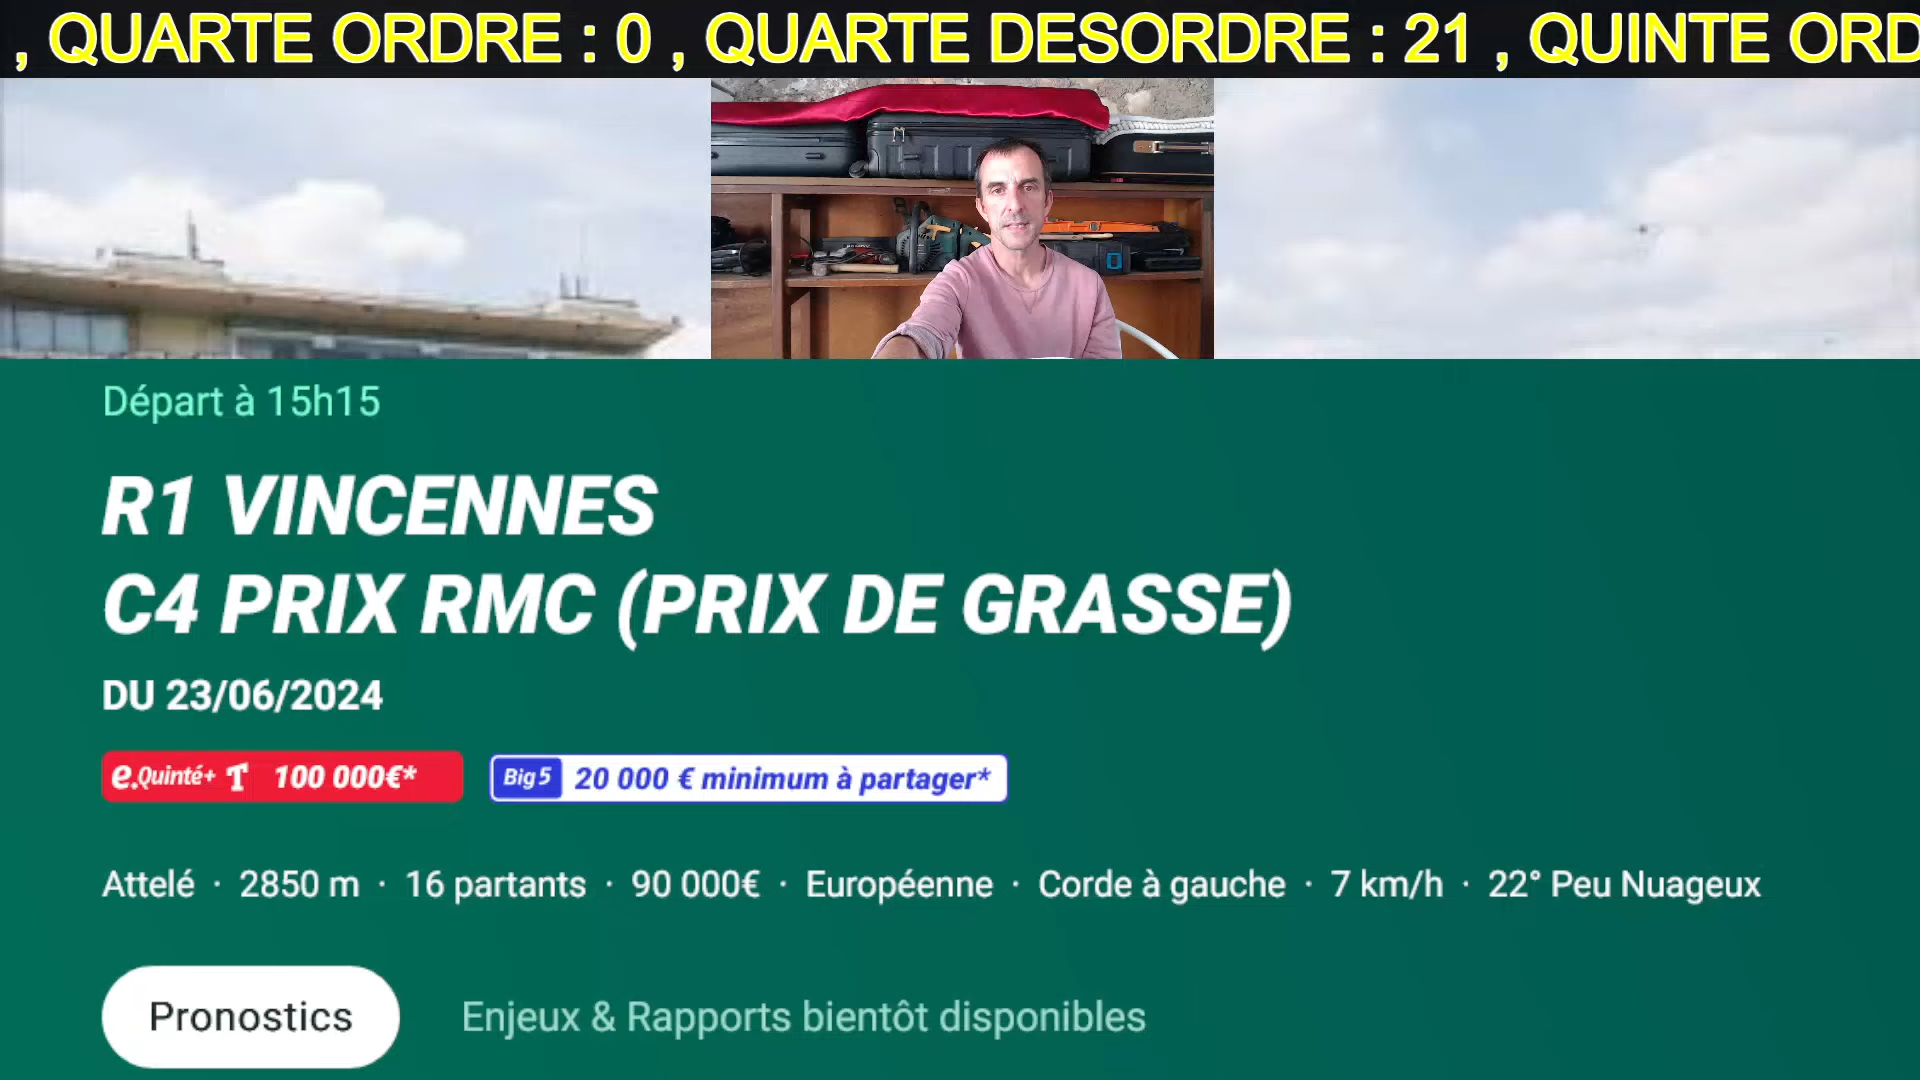 , QUARTE ORDRE : 0 , QUARTE DESORDRE : 21 , QUINTE ORD
Départ à 15h15
R1 VINCENNES
C4 PRIX RMC (PRIX DE GRASSE)
DU 23/06/2024
e.Quinté+ T 100 000€* Big5 20 000 € minimum à partager*
Attelé · 2850 m · 16 partants · 90 000€ · Européenne · Corde à gauche · 7 km/h · 22° Peu Nuageux
Pronostics Enjeux & Rapports bientôt disponibles